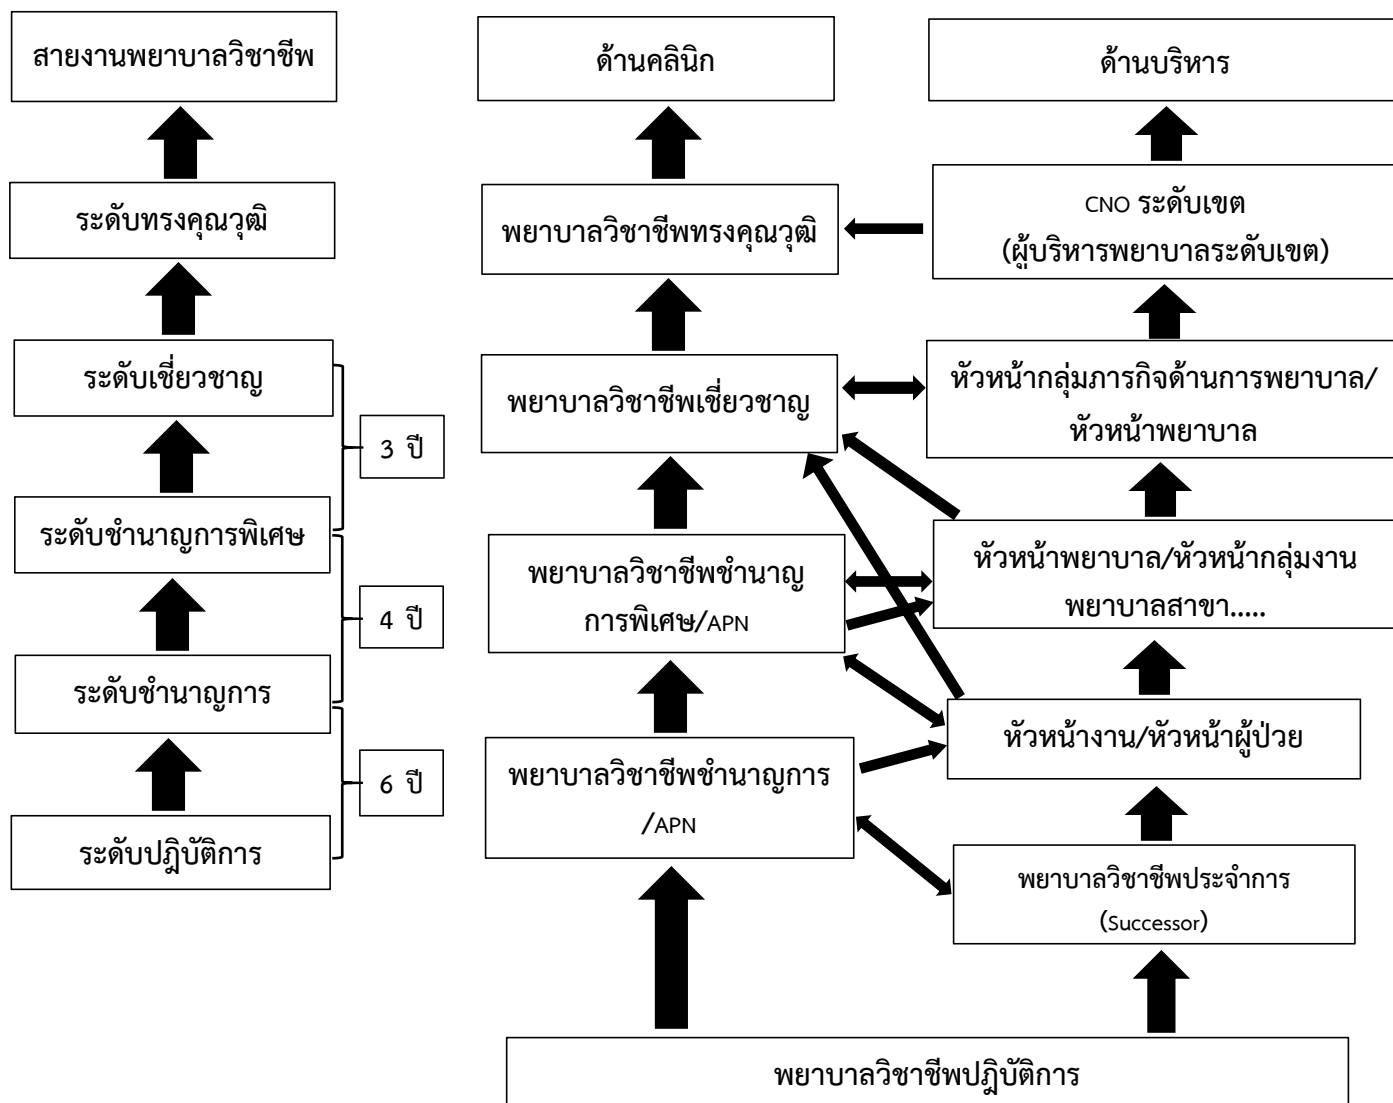 สายงานพยาบาลวิชาชีพ
ระดับทรงคุณวุฒิ
ระดับเชี่ยวชาญ
3 ปี
ระดับชำนาญการพิเศษ
4 ปี
ระดับชำนาญการ
6 ปี
ระดับปฎิบัติการ
ด้านคลินิก
พยาบาลวิชาชีพทรงคุณวุฒิ
พยาบาลวิชาชีพเชี่ยวชาญ
พยาบาลวิชาชีพชำนาญ
การพิเศษ/APN
พยาบาลวิชาชีพชำนาญการ
/APN
ด้านบริหาร
CNO ระดับเขต
(ผู้บริหารพยาบาลระดับเขต)
หัวหน้ากลุ่มภารกิจด้านการพยาบาล/
หัวหน้าพยาบาล
หัวหน้าพยาบาล/หัวหน้ากลุ่มงาน
พยาบาลสาขา.....
หัวหน้างาน/หัวหน้าผู้ป่วย
พยาบาลวิชาชีพประจำการ
(Successor)
พยาบาลวิชาชีพปฎิบัติการ